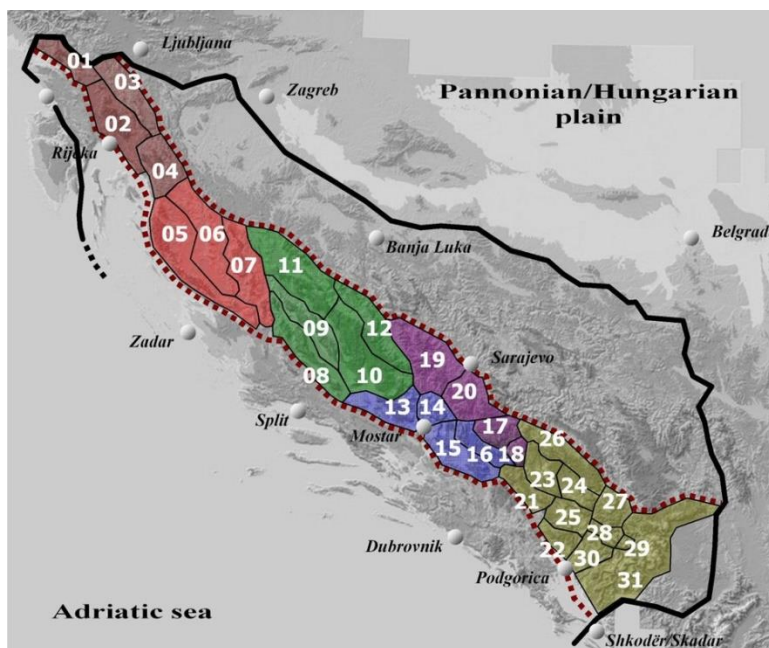 Ljubljana
01
03
Zagreb
Pannonian/Hungarian
plain
02
Rijeka
04
05
06
07
11
Banja Luka
Belgrad
09
12
Zadar
19
Sarajevo
08
10
20
Split
13
14
Mostar
17
26
15
16
18
23
24
27
21
25
28
Dubrovnik
22
30
29
Podgorica
31
Adriatic sea
Shkodër/Skadar